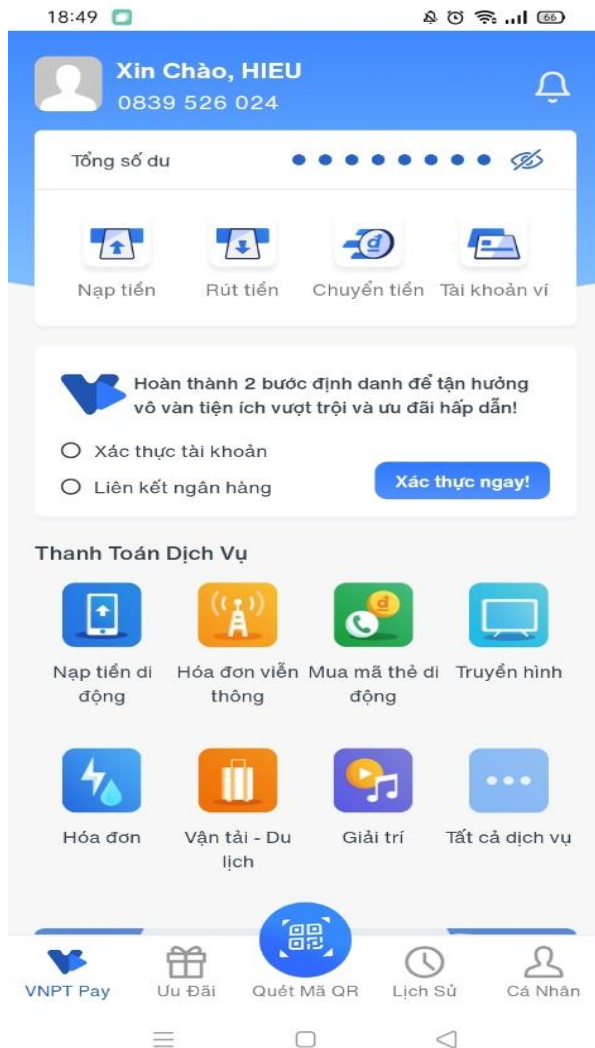 18:49
66
Xin Chào, HIEU
0839 526 024
Tổng số dư
Nạp tiền
Rút tiền
Chuyển tiền
Tài khoản ví
Hoàn thành 2 bước định danh để tận hưởng
vô vàn tiện ích vượt trội và ưu đãi hấp dẫn!
Xác thực tài khoản
Liên kết ngân hàng
Xác thực ngay!
Thanh Toán Dịch Vụ
Nạp tiền di
động
Hóa đơn viễn
thông
Mua mã thẻ di
động
Truyền hình
Hóa đơn
Vận tải - Du
lịch
Giải trí
Tất cả dịch vụ
VNPT Pay
Ưu Đãi
Quét Mã QR
Lịch Sử
Cá Nhân